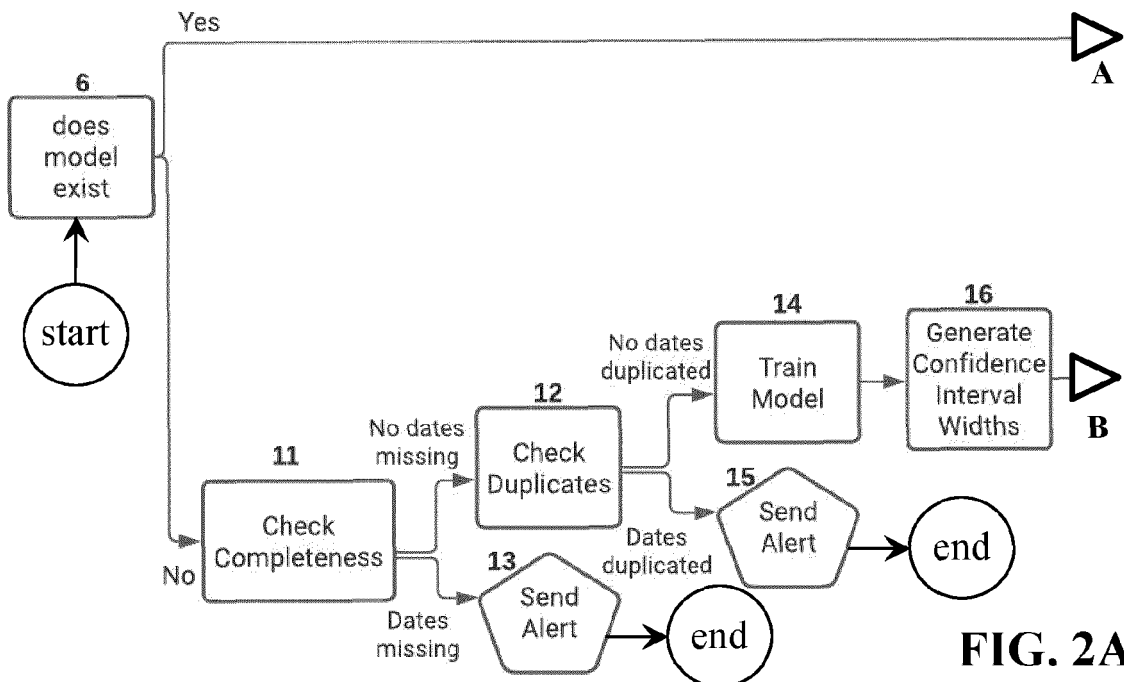 Yes
A
6
does
model
exist
start
No
11
Check
Completeness
No dates
missing
Dates
missing
12
Check
Duplicates
13
Send
Alert
end
No dates
duplicated
Dates
duplicated
14
Train
Model
15
Send
Alert
end
16
Generate
Confidence
Interval
Widths
B
FIG. 2A